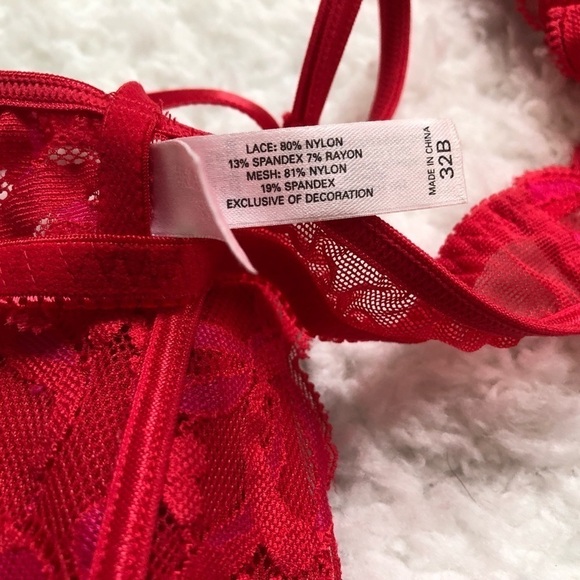 LACE: 80% NYLON
13% SPANDEX 7% RAYON
MESH: 81% NYLON
19% SPANDEX
EXCLUSIVE OF DECORATION
MADE IN CHINA
32B